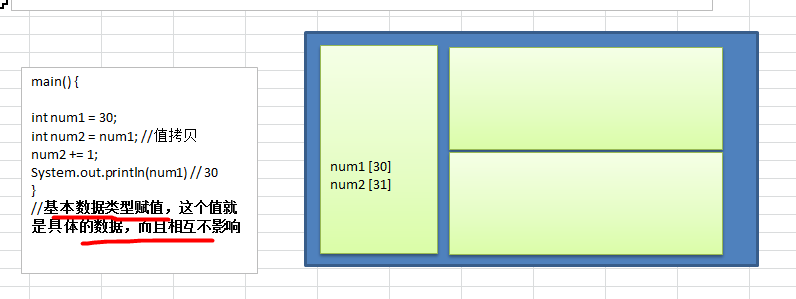 main() {
int num1 = 30;
int num2 = num1; //值拷贝
num2 += 1;
System.out.println(num1) // 30
}
//基本数据类型赋值，这个值就
是具体的数据，而且相互不影响
num1 [30]
num2 [31]